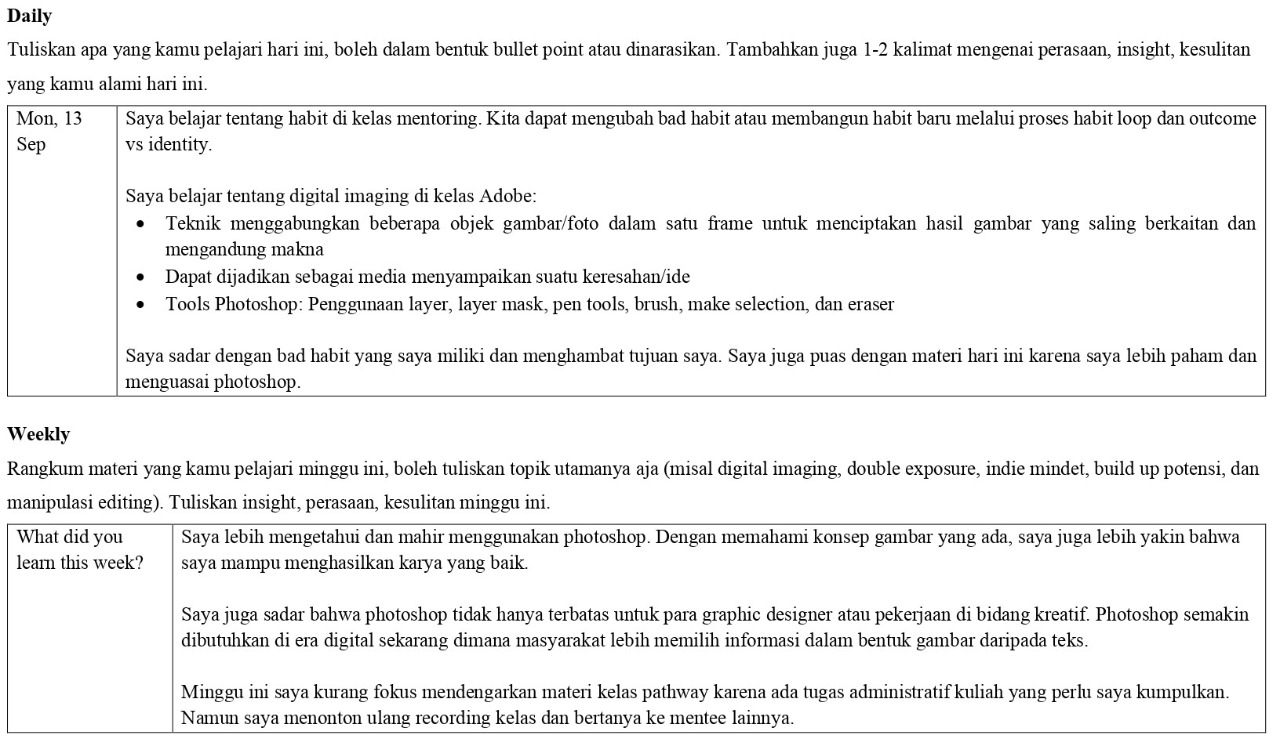 Daily
Tuliskan apa yang kamu pelajari hari ini, boleh dalam bentuk bullet point atau dinarasikan. Tambahkan juga 1-2 kalimat mengenai perasaan, insight, kesulitan
yang kamu alami hari ini.
Mon, 13
Sep
Saya belajar tentang habit di kelas mentoring. Kita dapat mengubah bad habit atau membangun habit baru melalui proses habit loop dan outcome
vs identity.
Saya belajar tentang digital imaging di kelas Adobe:
• Teknik menggabungkan beberapa objek gambar/foto dalam satu frame untuk menciptakan hasil gambar yang saling berkaitan dan
mengandung makna
• Dapat dijadikan sebagai media menyampaikan suatu keresahan/ide
• Tools Photoshop: Penggunaan layer, layer mask, pen tools, brush, make selection, dan eraser
Saya sadar dengan bad habit yang saya miliki dan menghambat tujuan saya. Saya juga puas dengan materi hari ini karena saya lebih paham dan
menguasai photoshop.
Weekly
Rangkum materi yang kamu pelajari minggu ini, boleh tuliskan topik utamanya aja (misal digital imaging, double exposure, indie mindet, build up potensi, dan
manipulasi editing). Tuliskan insight, perasaan, kesulitan minggu ini.
What did you
learn this week?
Saya lebih mengetahui dan mahir menggunakan photoshop. Dengan memahami konsep gambar yang ada, saya juga lebih yakin bahwa
saya mampu menghasilkan karya yang baik.
Saya juga sadar bahwa photoshop tidak hanya terbatas untuk para graphic designer atau pekerjaan di bidang kreatif. Photoshop semakin
dibutuhkan di era digital sekarang dimana masyarakat lebih memilih informasi dalam bentuk gambar daripada teks.
Minggu ini saya kurang fokus mendengarkan materi kelas pathway karena ada tugas administratif kuliah yang perlu saya kumpulkan.
Namun saya menonton ulang recording kelas dan bertanya ke mentee lainnya.